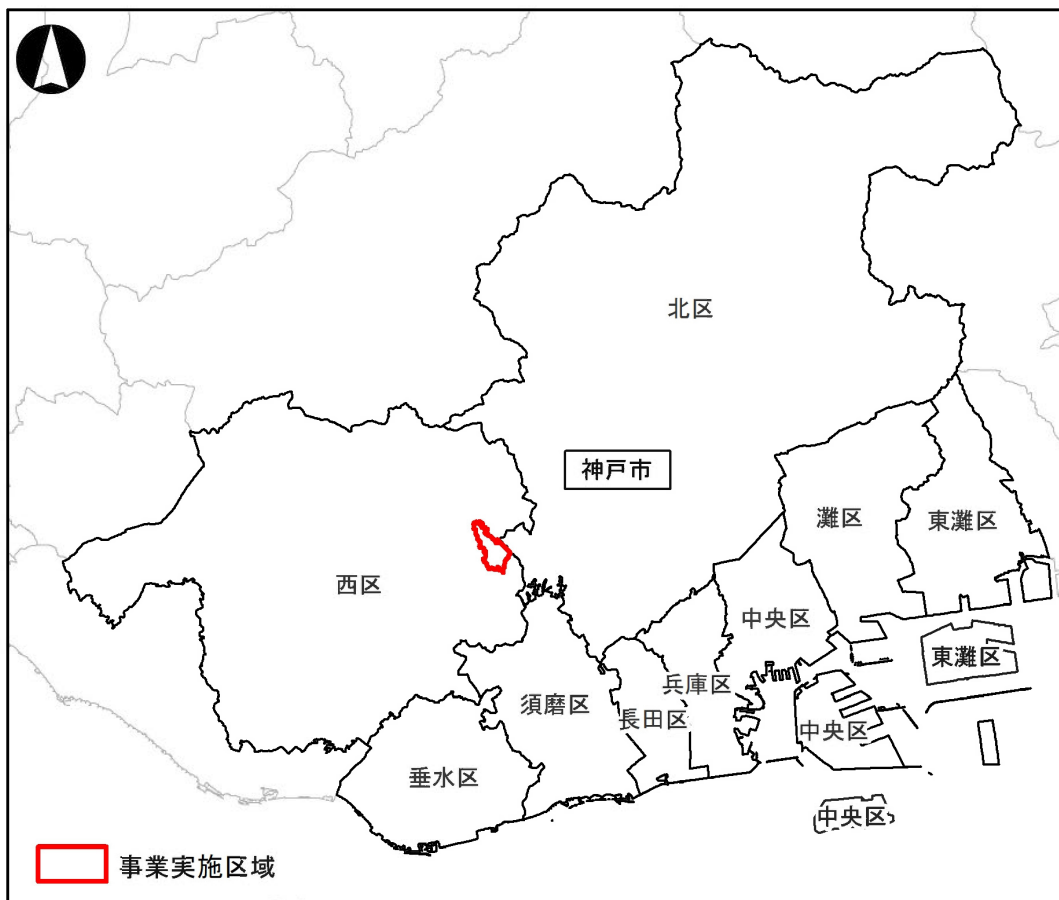 北区
神戸市
灘区
東灘区
西区
中央区
東灘区
兵庫区
須磨区
長田区
中央区
垂水区
中央区
事業実施区域